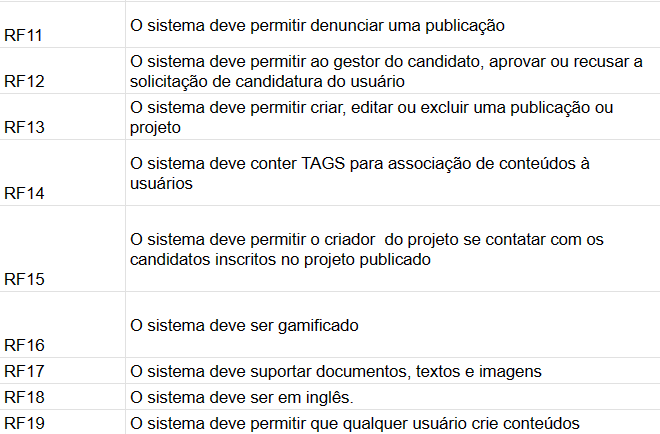 RF11 O sistema deve permitir denunciar uma publicação
RF12 O sistema deve permitir ao gestor do candidato, aprovar ou recusar a
solicitação de candidatura do usuário
RF13 O sistema deve permitir criar, editar ou excluir uma publicação ou
projeto
RF14 O sistema deve conter TAGS para associação de conteúdos à
usuários
RF15 O sistema deve permitir o criador  do projeto se contatar com os
candidatos inscritos no projeto publicado
RF16 O sistema deve ser gamificado
RF17 O sistema deve suportar documentos, textos e imagens
RF18 O sistema deve ser em inglês.
RF19 O sistema deve permitir que qualquer usuário crie conteúdos